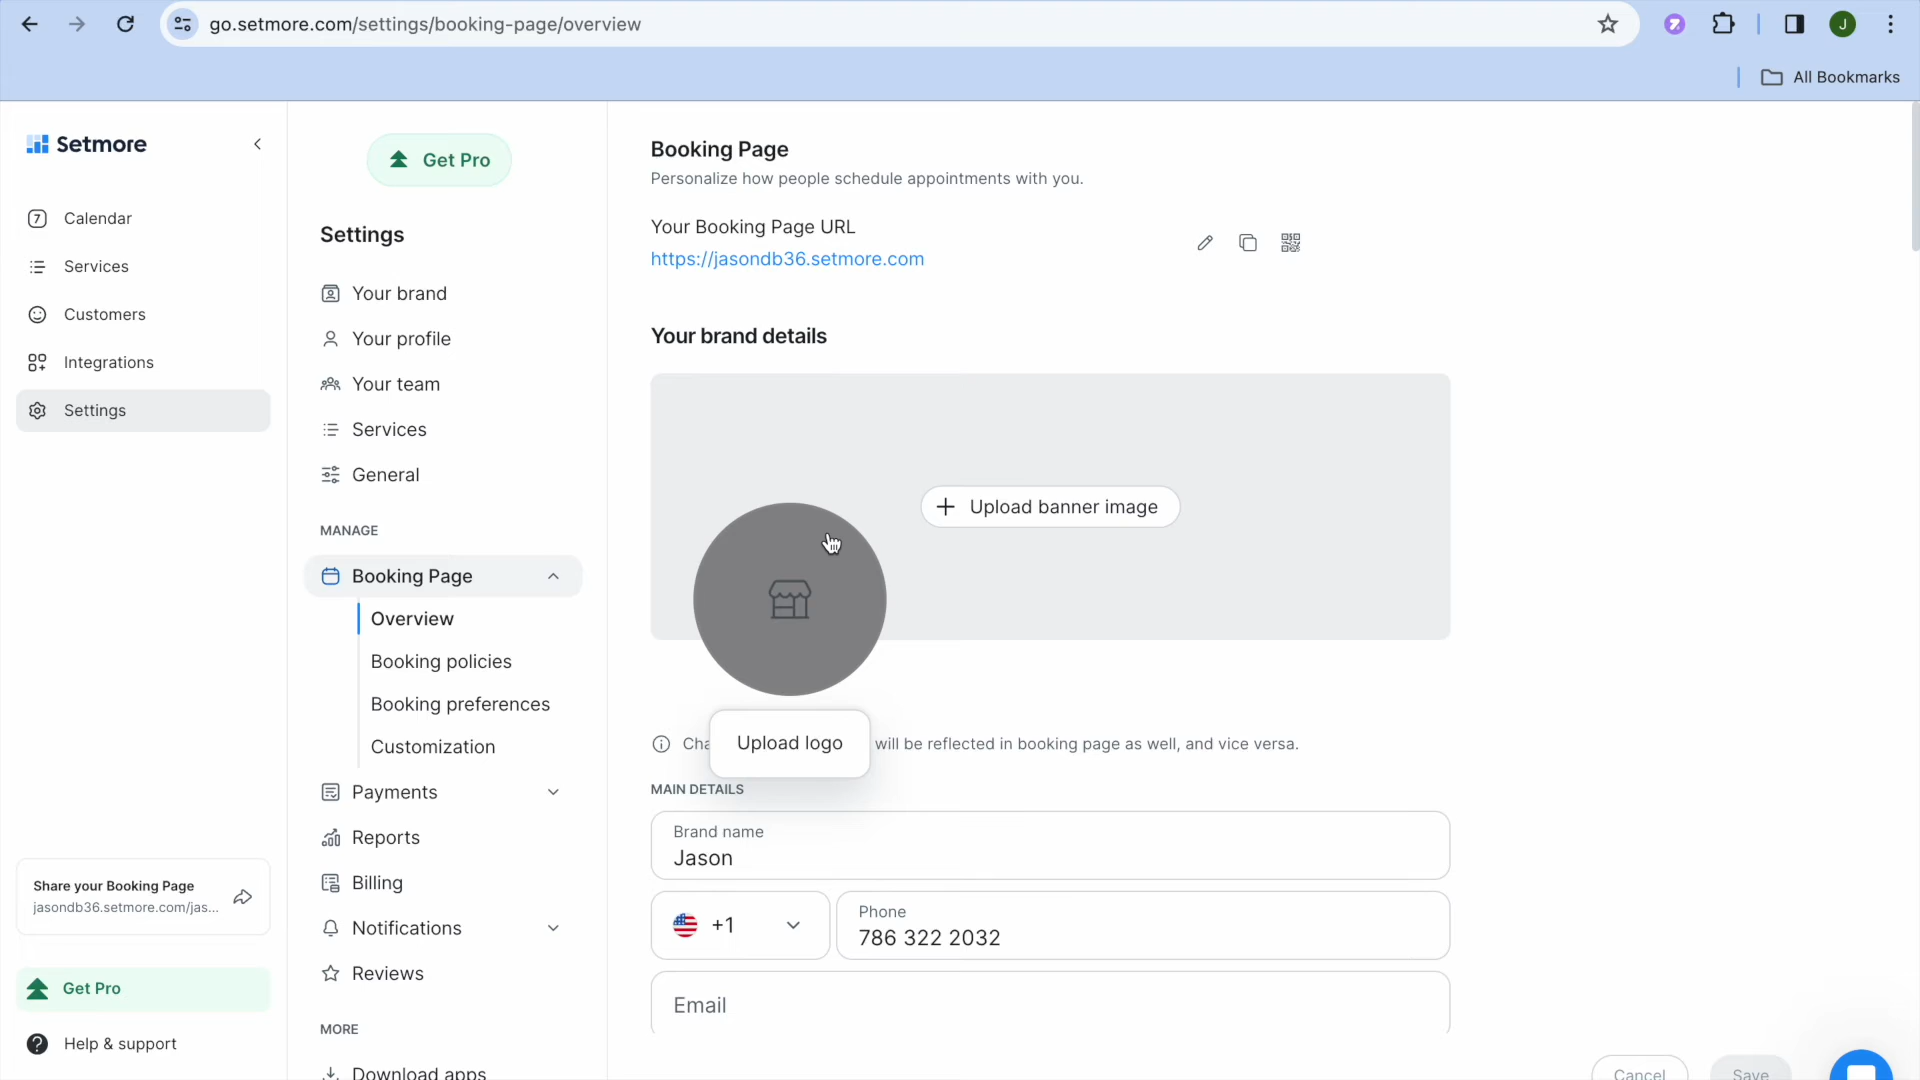 go.setmore.com/settings/booking-page/overview
J
All Bookmarks
Setmore
7
Calendar
Services
Customers
Integrations
Settings
Share your Booking Page
jasondb36.setmore.com/jas...
Get Pro
Help & support
Get Pro
Settings
Your brand
Your profile
Your team
Services
General
MANAGE
Booking Page
Overview
Booking policies
Booking preferences
Customization
Payments
Reports
Billing
Notifications
Reviews
MORE
Download apps
Booking Page
Personalize how people schedule appointments with you.
Your Booking Page URL
https://jasondb36.setmore.com
Your brand details
Upload banner image
Upload logo
Cha will be reflected in booking page as well, and vice versa.
MAIN DETAILS
Brand name
Jason
+1
Phone
786 322 2032
Email
Cancel
Save